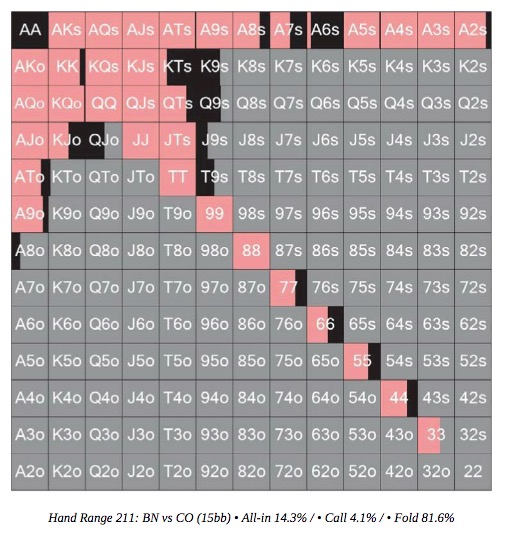 AA AKs AQs AJs ATs A9s A8s A7s A6s A5s A4s A3s A2s
AKo KK KQs KJs KTs K9s K8s K7s K6s K5s K4s K3s K2s
AQo KQo QQ QJs QTs Q9s Q8s Q7s Q6s Q5s Q4s Q3s Q2s
AJo KJo QJo JJ JTs J9s J8s J7s J6s J5s J4s J3s J2s
ATo KTo QTo JTo TT T9s T8s T7s T6s T5s T4s T3s T2s
A9o K9o Q9o J9o T9o 99 98s 97s 96s 95s 94s 93s 92s
A8o K8o Q8o J8o T8o 98o 88 87s 86s 85s 84s 83s 82s
A7o K7o Q7o J7o T7o 97o 87o 77 76s 75s 74s 73s 72s
A6o K6o Q6o J6o T6o 96o 86o 76o 66 65s 64s 63s 62s
A5o K5o Q5o J5o T5o 95o 85o 75o 65o 55 54s 53s 52s
A4o K4o Q4o J4o T4o 94o 84o 74o 64o 54o 44 43s 42s
A3o K3o Q3o J3o T3o 93o 83o 73o 63o 53o 43o 33 32s
A2o K2o Q2o J2o T2o 92o 82o 72o 62o 52o 42o 32o 22
Hand Range 211: BN vs CO (15bb) • All-in 14.3% / • Call 4.1% / • Fold 81.6%